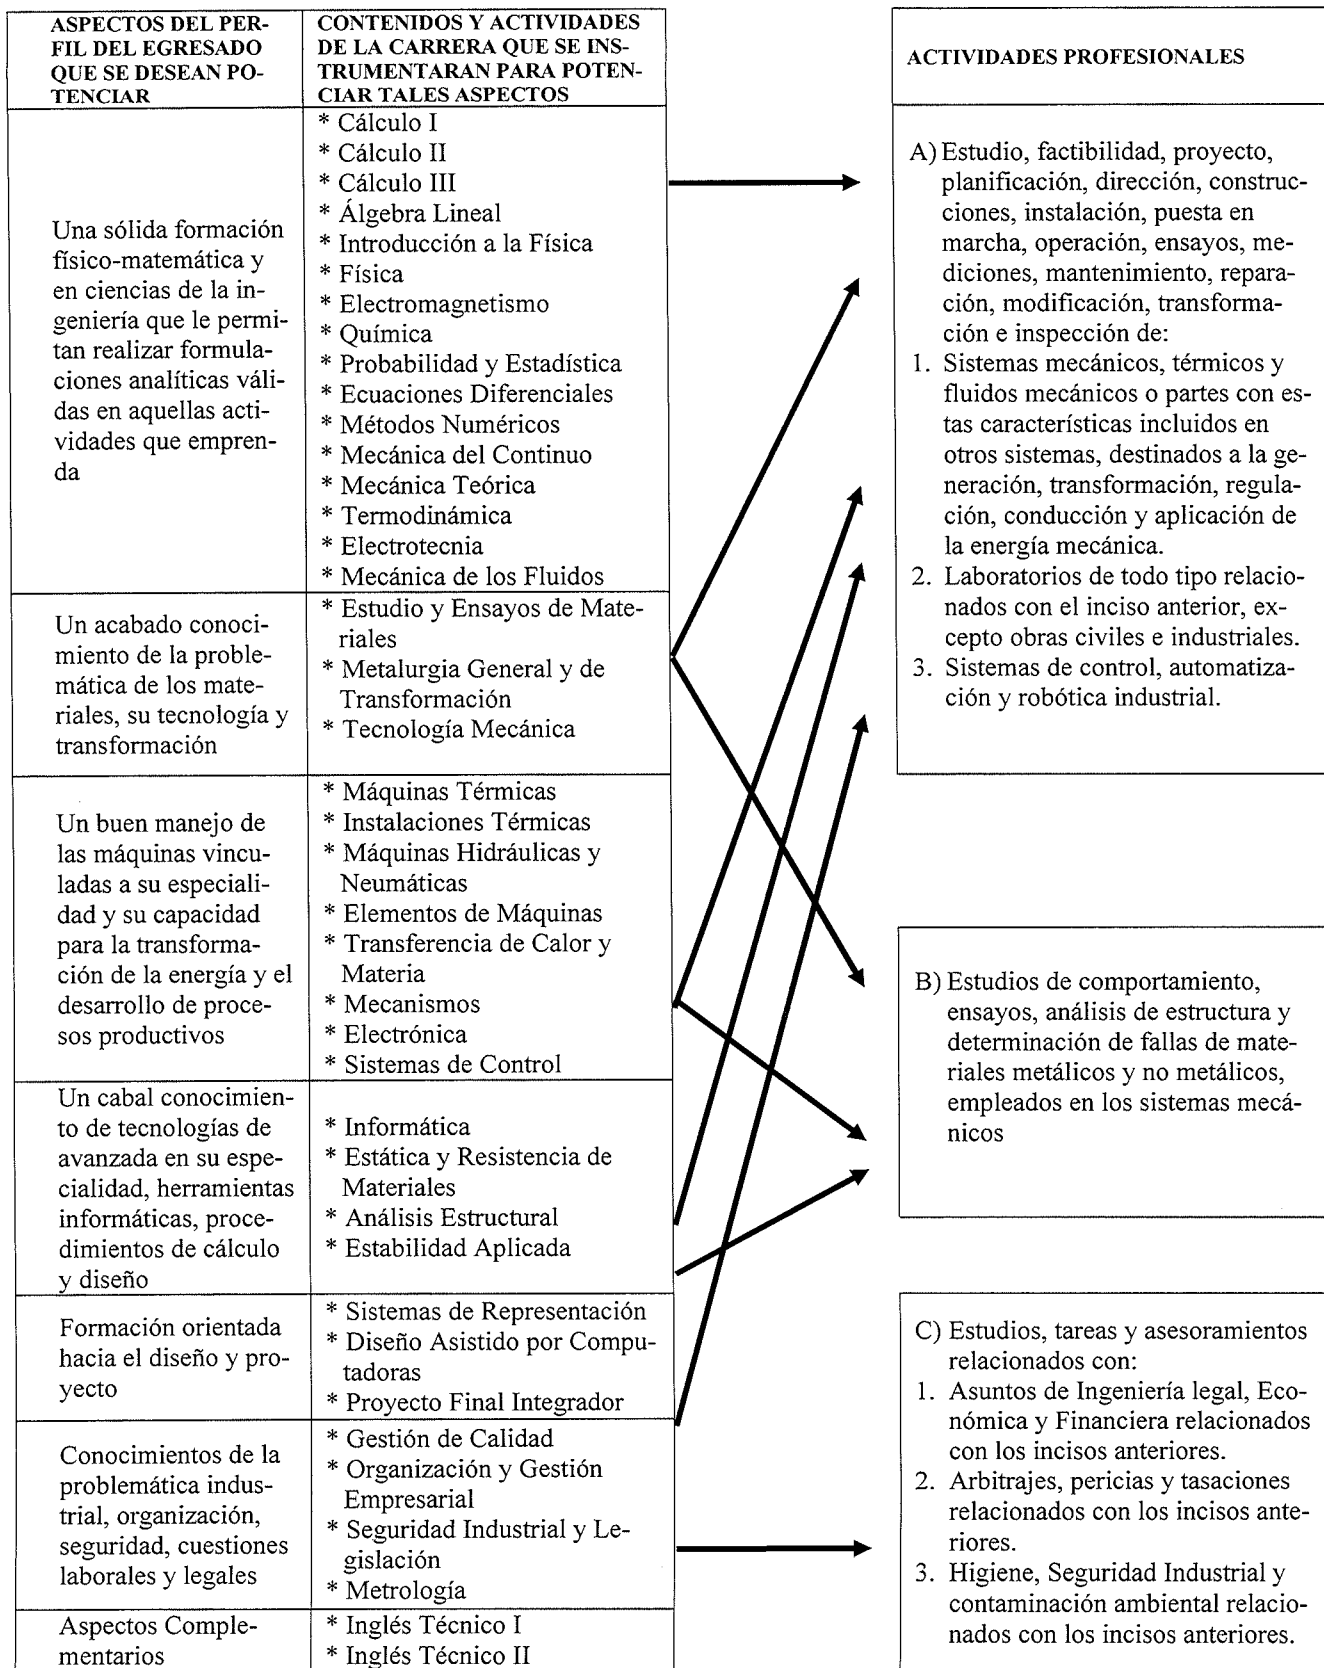 ASPECTOS DEL PER-
FIL DEL EGRESADO
QUE SE DESEAN PO-
TENCIAR
CONTENIDOS Y ACTIVIDADES
DE LA CARRERA QUE SE INS-
TRUMENTARAN PARA POTEN-
CIAR TALES ASPECTOS
Una sólida formación
físico-matemática y
en ciencias de la in-
geniería que le permi-
tan realizar formula-
ciones analíticas váli-
das en aquellas acti-
vidades que empren-
da
* Cálculo I
* Cálculo II
* Cálculo III
* Álgebra Lineal
* Introducción a la Física
* Física
* Electromagnetismo
* Química
* Probabilidad y Estadística
* Ecuaciones Diferenciales
* Métodos Numéricos
* Mecánica del Continuo
* Mecánica Teórica
* Termodinámica
* Electrotecnia
* Mecánica de los Fluidos
Un acabado conoci-
miento de la proble-
mática de los mate-
riales, su tecnología y
transformación
* Estudio y Ensayos de Mate-
riales
* Metalurgia General y de
Transformación
* Tecnología Mecánica
Un buen manejo de
las máquinas vincu-
ladas a su especiali-
dad y su capacidad
para la transforma-
ción de la energía y el
desarrollo de proce-
sos productivos
* Máquinas Térmicas
* Instalaciones Térmicas
* Máquinas Hidráulicas y
Neumáticas
* Elementos de Máquinas
* Transferencia de Calor y
Materia
* Mecanismos
* Electrónica
* Sistemas de Control
Un cabal conocimien-
to de tecnologías de
avanzada en su espe-
cialidad, herramientas
informáticas, proce-
dimientos de cálculo
y diseño
* Informática
* Estática y Resistencia de
Materiales
* Análisis Estructural
* Estabilidad Aplicada
Formación orientada
hacia el diseño y pro-
yecto
* Sistemas de Representación
* Diseño Asistido por Compu-
tadoras
* Proyecto Final Integrador
Conocimientos de la
problemática indus-
trial, organización,
seguridad, cuestiones
laborales y legales
* Gestión de Calidad
* Organización y Gestión
Empresarial
* Seguridad Industrial y Le-
gislación
* Metrología
Aspectos Comple-
mentarios
* Inglés Técnico I
* Inglés Técnico II
ACTIVIDADES PROFESIONALES
A) Estudio, factibilidad, proyecto,
planificación, dirección, construc-
ciones, instalación, puesta en
marcha, operación, ensayos, me-
diciones, mantenimiento, repara-
ción, modificación, transforma-
ción e inspección de:
1. Sistemas mecánicos, térmicos y
fluidos mecánicos o partes con es-
tas características incluidos en
otros sistemas, destinados a la ge-
neración, transformación, regula-
ción, conducción y aplicación de
la energía mecánica.
2. Laboratorios de todo tipo relacio-
nados con el inciso anterior, ex-
cepto obras civiles e industriales.
3. Sistemas de control, automatiza-
ción y robótica industrial.
B) Estudios de comportamiento,
ensayos, análisis de estructura y
determinación de fallas de mate-
riales metálicos y no metálicos,
empleados en los sistemas mecá-
nicos
C) Estudios, tareas y asesoramientos
relacionados con:
1. Asuntos de Ingeniería legal, Eco-
nómica y Financiera relacionados
con los incisos anteriores.
2. Arbitrajes, pericias y tasaciones
relacionados con los incisos ante-
riores.
3. Higiene, Seguridad Industrial y
contaminación ambiental relacio-
nados con los incisos anteriores.